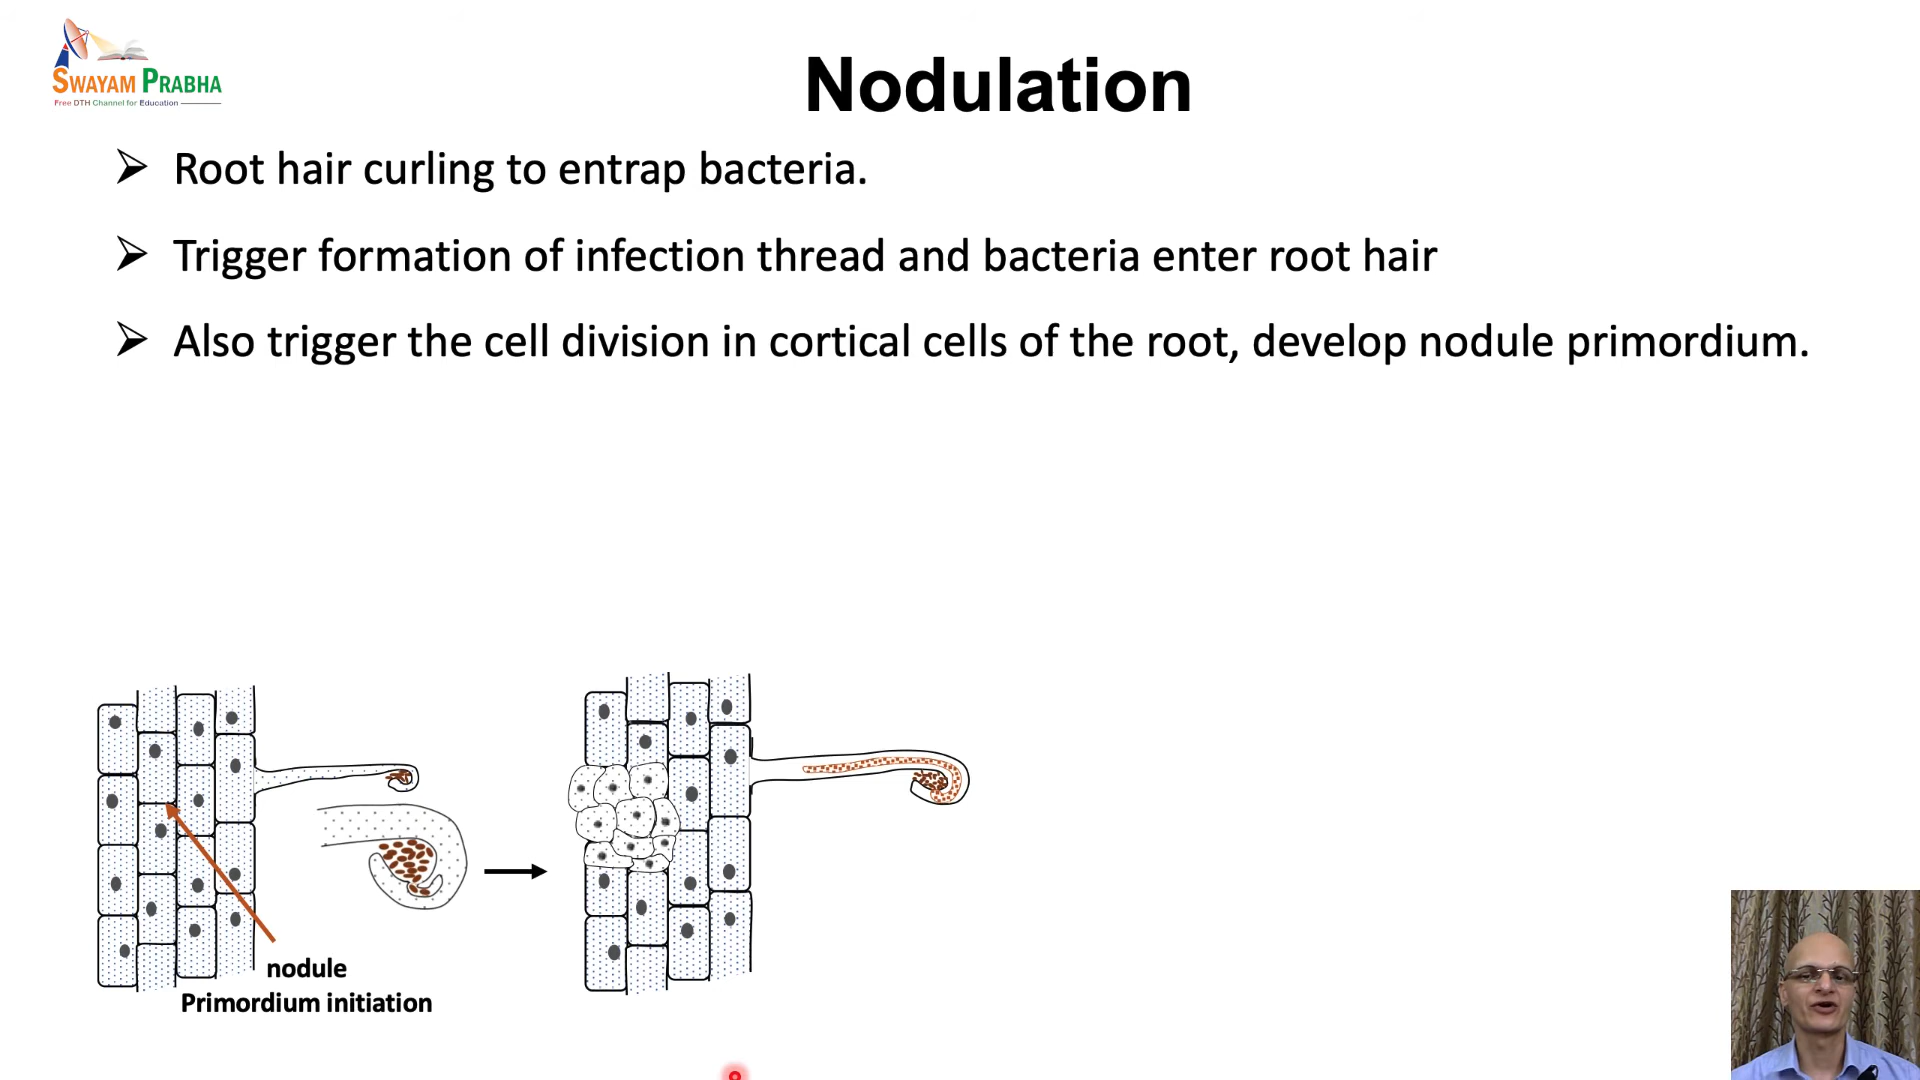 SWAYAM PRABHA
Free DTH Channel for Education
Nodulation
➢ Root hair curling to entrap bacteria.
➢ Trigger formation of infection thread and bacteria enter root hair
➢ Also trigger the cell division in cortical cells of the root, develop nodule primordium.
nodule
Primordium initiation